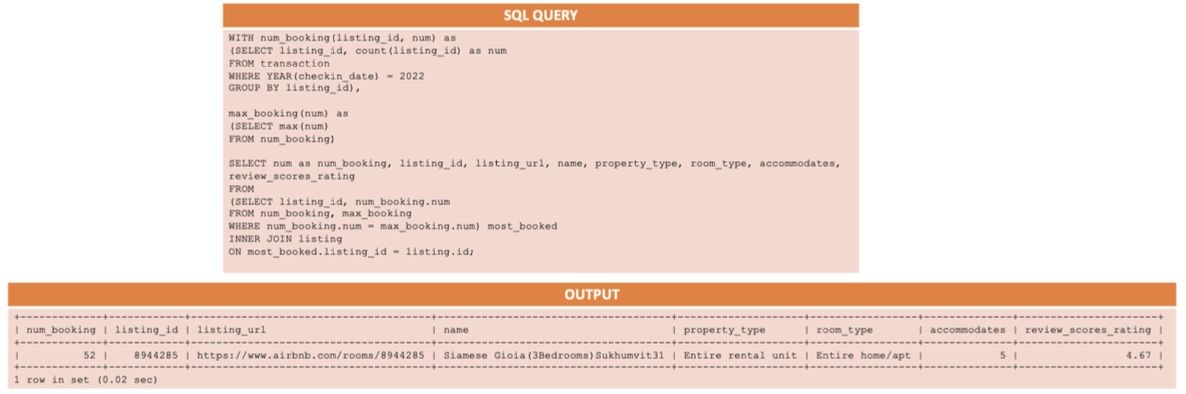 SQL QUERY
WITH num_booking(listing_id, num) as
(SELECT listing_id, count(listing_id) as num
FROM transaction
WHERE YEAR(checkin_date) = 2022
GROUP BY listing_id),
max_booking(num) as
(SELECT max(num)
FROM num_booking)
SELECT num as num_booking, listing_id, listing_url, name, property_type, room_type, accommodates,
review_scores_rating
FROM
(SELECT listing_id, num_booking.num
FROM num_booking, max_booking
WHERE num_booking.num = max_booking.num) most_booked
INNER JOIN listing
ON most_booked.listing_id = listing.id;
OUTPUT
| num_booking | listing_id | listing_url | name | property_type | room_type | accommodates | review_scores_rating |
| 52 | 8944285 | https://www.airbnb.com/rooms/8944285 | Siamese Gioia(3Bedrooms)Sukhumvit31 | Entire rental unit | Entire home/apt | 5 | 4.67 |
1 row in set (0.02 sec)